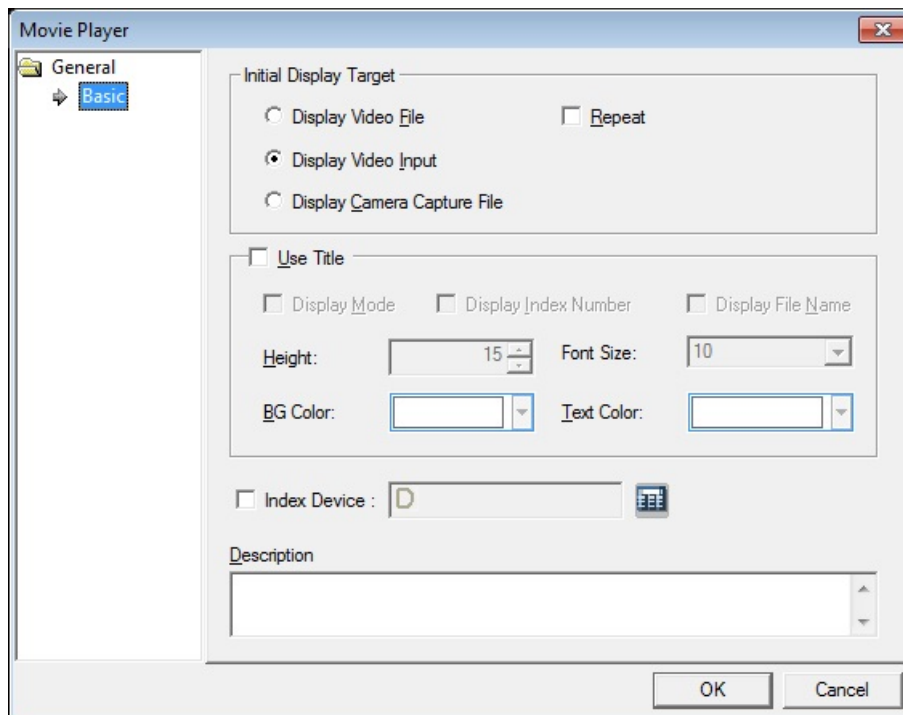 Movie Player
General
Basic
Initial Display Target
Display Video File
Repeat
Display Video Input
Display Camera Capture File
Use Title
Display Mode
Display Index Number
Display File Name
Height:
15
Font Size:
10
BG Color:
Text Color:
Index Device :
D
Description
OK
Cancel